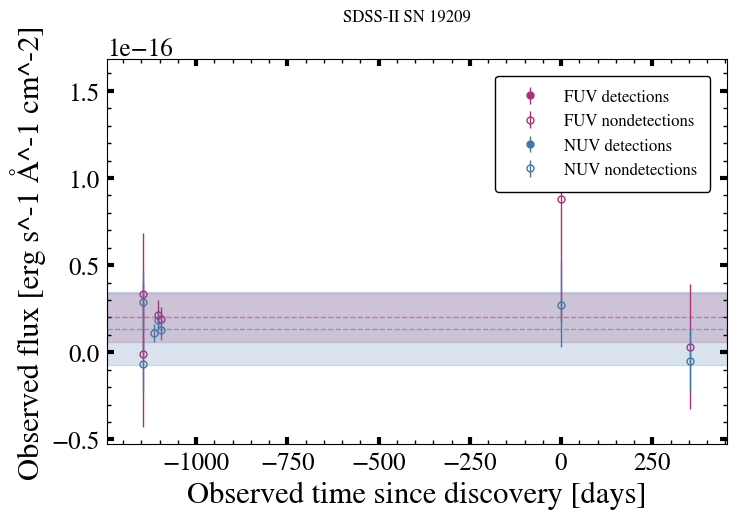 SDSS-II SN 19209
1e−16
Observed flux [erg s^-1 Å^-1 cm^-2]
1.5
1.0
0.5
0.0
−0.5
FUV detections
FUV nondetections
NUV detections
NUV nondetections
−1000 −750 −500 −250 0 250
Observed time since discovery [days]